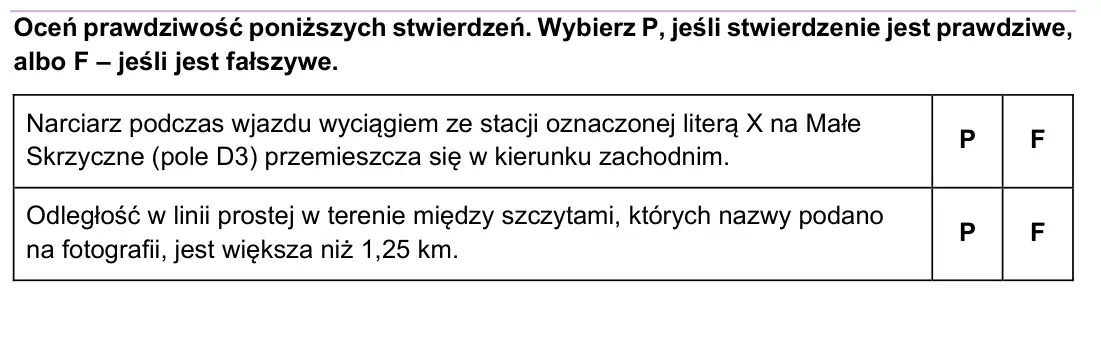 Oceń prawdziwość poniższych stwierdzeń. Wybierz P, jeśli stwierdzenie jest prawdziwe,
albo F – jeśli jest fałszywe.
Narciarz podczas wjazdu wyciągiem ze stacji oznaczonej literą X na Małe
Skrzyczne (pole D3) przemieszcza się w kierunku zachodnim.
P F
Odległość w linii prostej w terenie między szczytami, których nazwy podano
na fotografii, jest większa niż 1,25 km.
P F